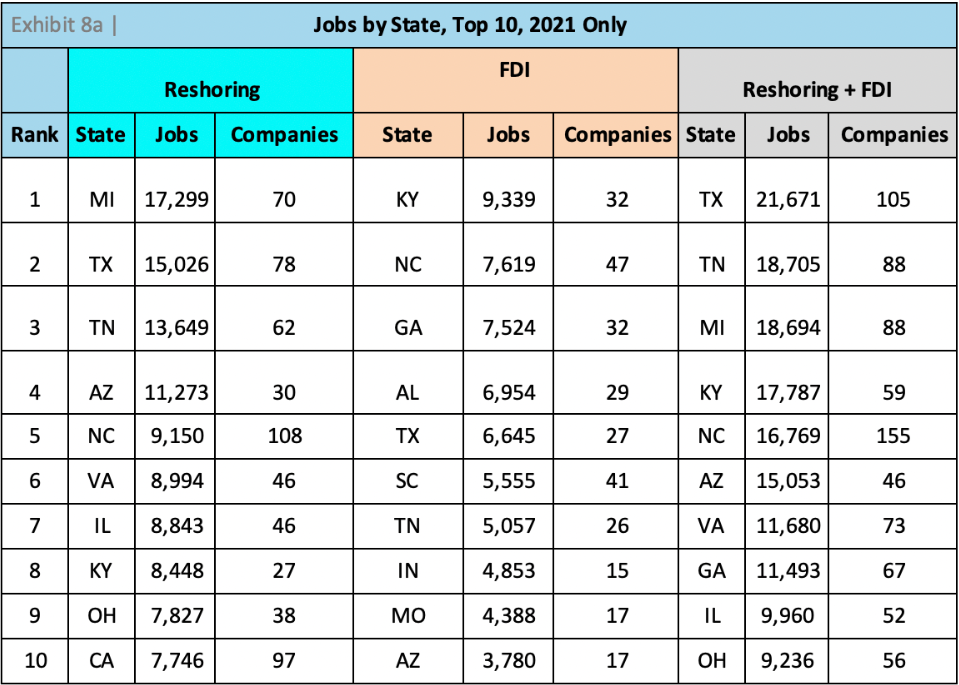 Exhibit 8a | Jobs by State, Top 10, 2021 Only
Reshoring FDI Reshoring + FDI
Rank State Jobs Companies State Jobs Companies State Jobs Companies
1 MI 17,299 70 KY 9,339 32 TX 21,671 105
2 TX 15,026 78 NC 7,619 47 TN 18,705 88
3 TN 13,649 62 GA 7,524 32 MI 18,694 88
4 AZ 11,273 30 AL 6,954 29 KY 17,787 59
5 NC 9,150 108 TX 6,645 27 NC 16,769 155
6 VA 8,994 46 SC 5,555 41 AZ 15,053 46
7 IL 8,843 46 TN 5,057 26 VA 11,680 73
8 KY 8,448 27 IN 4,853 15 GA 11,493 67
9 OH 7,827 38 MO 4,388 17 IL 9,960 52
10 CA 7,746 97 AZ 3,780 17 OH 9,236 56